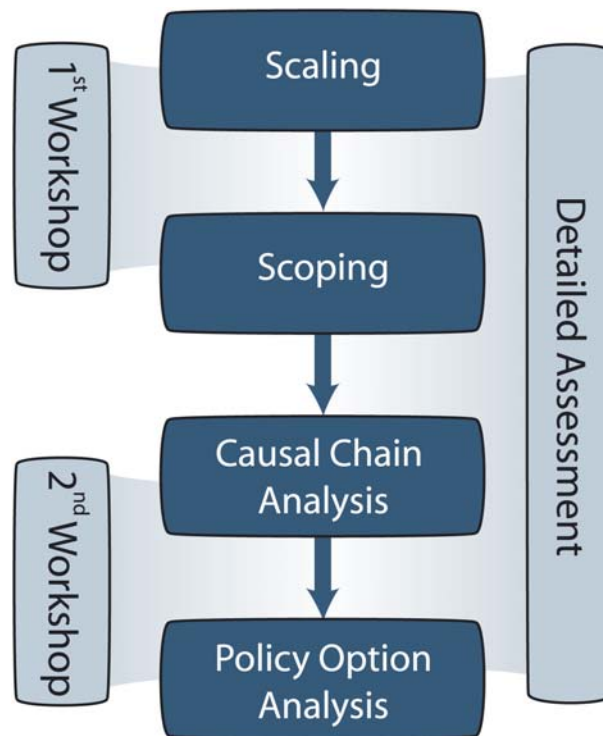 1st Workshop
Scaling
Scoping
Detailed Assessment
2nd Workshop
Causal Chain
Analysis
Policy Option
Analysis